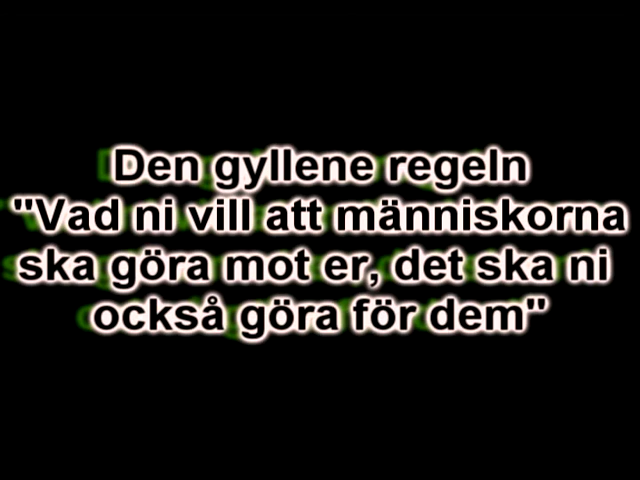 Den gyllene regeln
"Vad ni vill att människorna
ska göra mot er, det ska ni
också göra för dem"